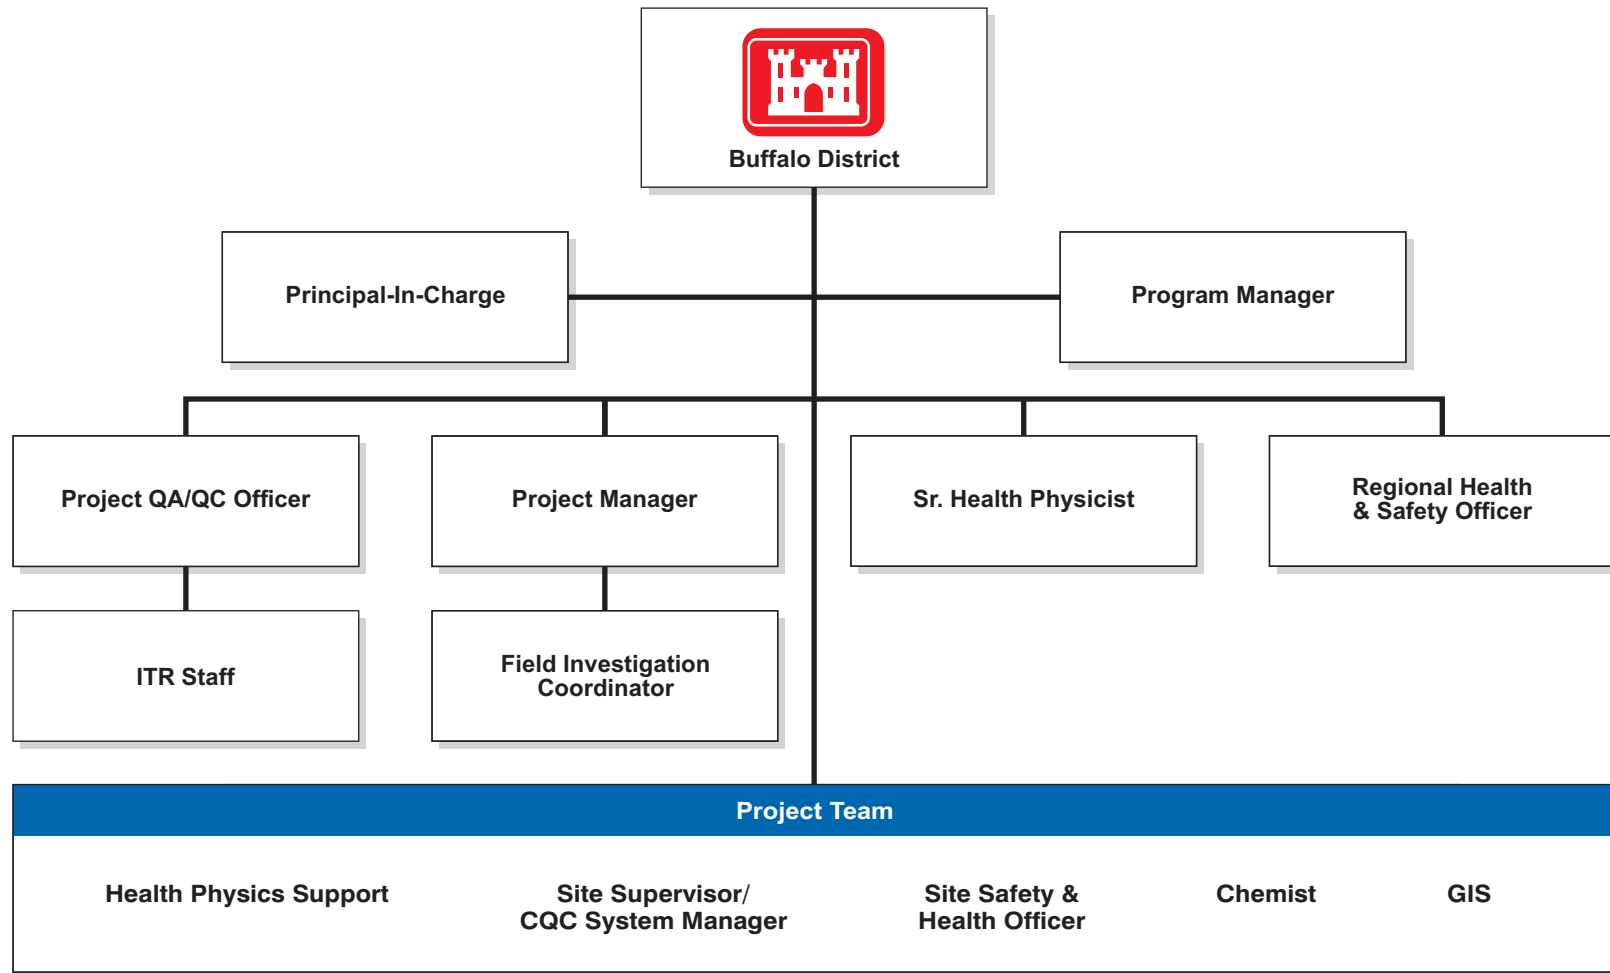 Buffalo District
Principal-In-Charge
Program Manager
Project QA/QC Officer
Project Manager
Sr. Health Physicist
Regional Health
& Safety Officer
ITR Staff
Field Investigation
Coordinator
Project Team
Health Physics Support
Site Supervisor/
CQC System Manager
Site Safety &
Health Officer
Chemist
GIS